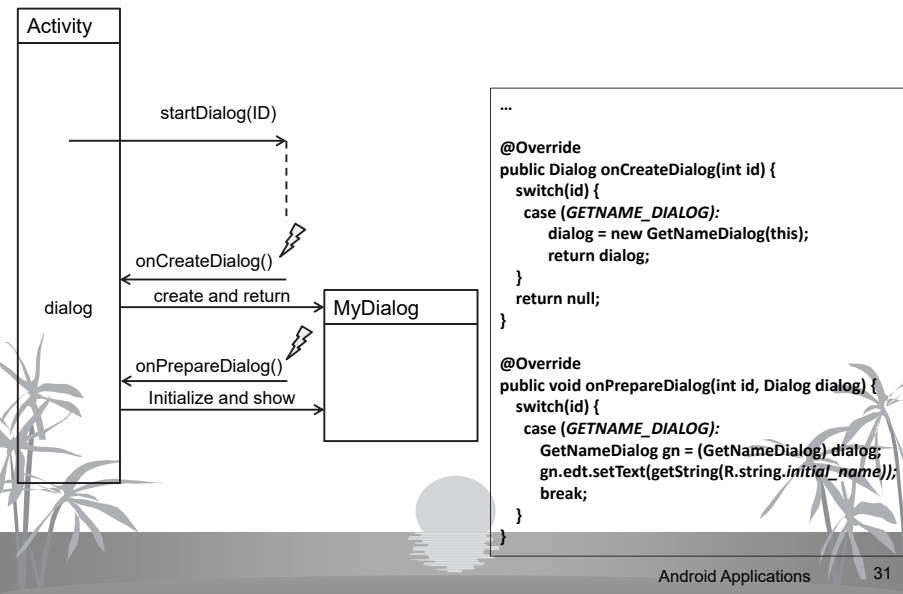 Activity
startDialog(ID)
onCreateDialog()
create and return
dialog
MyDialog
onPrepareDialog()
Initialize and show
...
@Override
public Dialog onCreateDialog(int id) {
switch(id) {
case (GETNAME_DIALOG):
dialog = new GetNameDialog(this);
return dialog;
}
return null;
}
@Override
public void onPrepareDialog(int id, Dialog dialog) {
switch(id) {
case (GETNAME_DIALOG):
GetNameDialog gn = (GetNameDialog) dialog;
gn.edt.setText(getString(R.string.initial_name));
break;
}
}
Android Applications 31